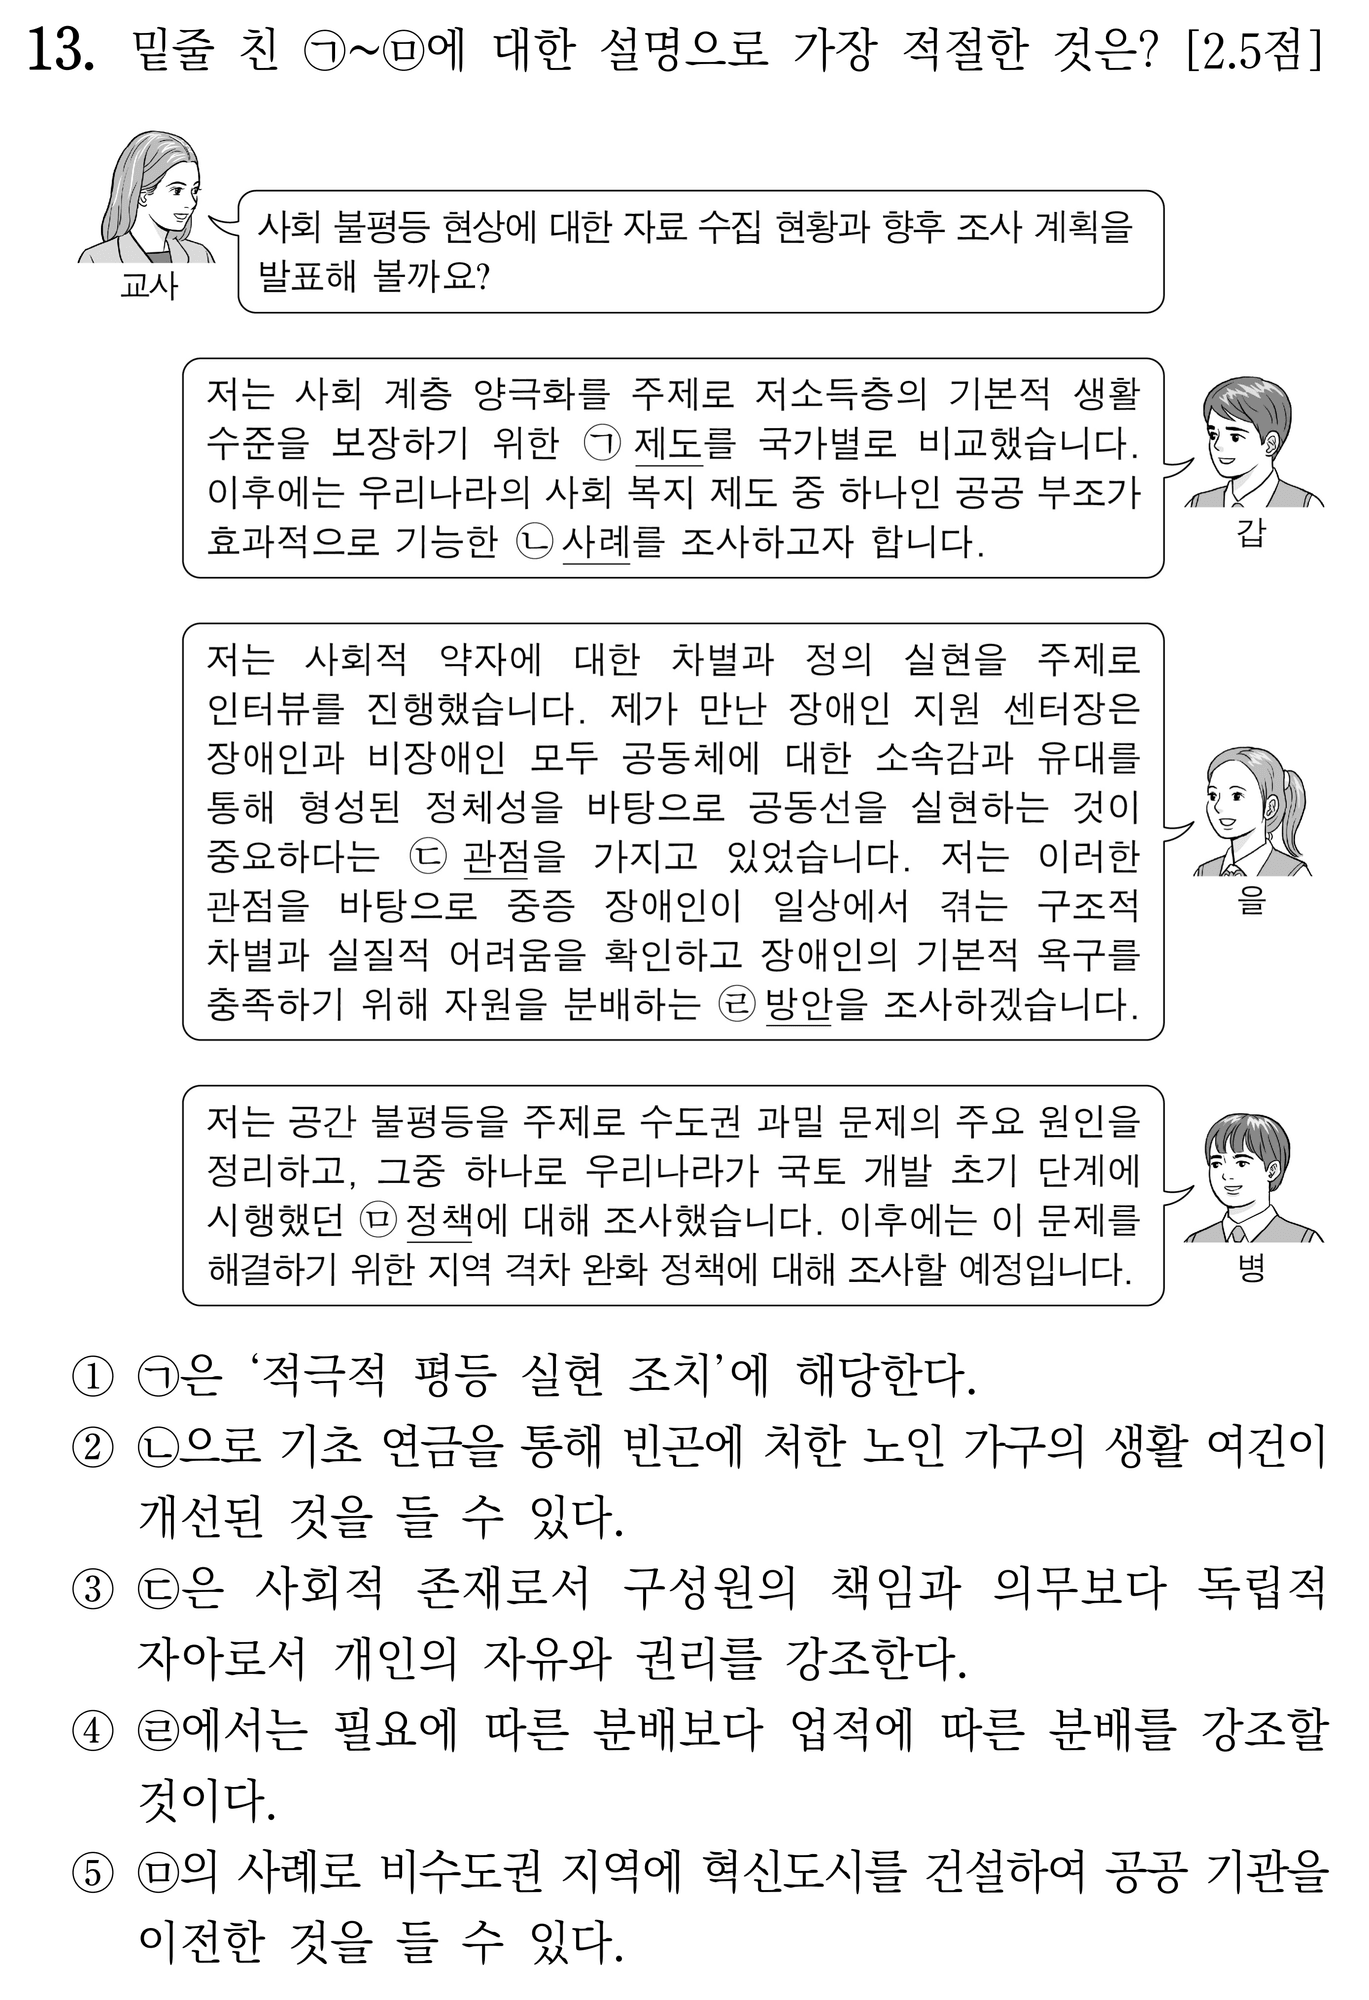 13. 밑줄 친 ㉠~㉤에 대한 설명으로 가장 적절한 것은? [2.5점]
사회 불평등 현상에 대한 자료 수집 현황과 향후 조사 계획을
발표해 볼까요?
교사
저는 사회 계층 양극화를 주제로 저소득층의 기본적 생활
수준을 보장하기 위한 ㉠ 제도를 국가별로 비교했습니다.
이후에는 우리나라의 사회 복지 제도 중 하나인 공공 부조가
효과적으로 기능한 ㉡ 사례를 조사하고자 합니다.
갑
저는 사회적 약자에 대한 차별과 정의 실현을 주제로
인터뷰를 진행했습니다. 제가 만난 장애인 지원 센터장은
장애인과 비장애인 모두 공동체에 대한 소속감과 유대를
통해 형성된 정체성을 바탕으로 공동선을 실현하는 것이
중요하다는 ㉢ 관점을 가지고 있었습니다. 저는 이러한
관점을 바탕으로 중증 장애인이 일상에서 겪는 구조적
차별과 실질적 어려움을 확인하고 장애인의 기본적 욕구를
충족하기 위해 자원을 분배하는 ㉣ 방안을 조사하겠습니다.
을
저는 공간 불평등을 주제로 수도권 과밀 문제의 주요 원인을
정리하고, 그중 하나로 우리나라가 국토 개발 초기 단계에
시행했던 ㉤ 정책에 대해 조사했습니다. 이후에는 이 문제를
해결하기 위한 지역 격차 완화 정책에 대해 조사할 예정입니다.
병
① ㉠은 ‘적극적 평등 실현 조치’에 해당한다.
② ㉡으로 기초 연금을 통해 빈곤에 처한 노인 가구의 생활 여건이
개선된 것을 들 수 있다.
③ ㉢은 사회적 존재로서 구성원의 책임과 의무보다 독립적
자아로서 개인의 자유와 권리를 강조한다.
④ ㉣에서는 필요에 따른 분배보다 업적에 따른 분배를 강조할
것이다.
⑤ ㉤의 사례로 비수도권 지역에 혁신도시를 건설하여 공공 기관을
이전한 것을 들 수 있다.